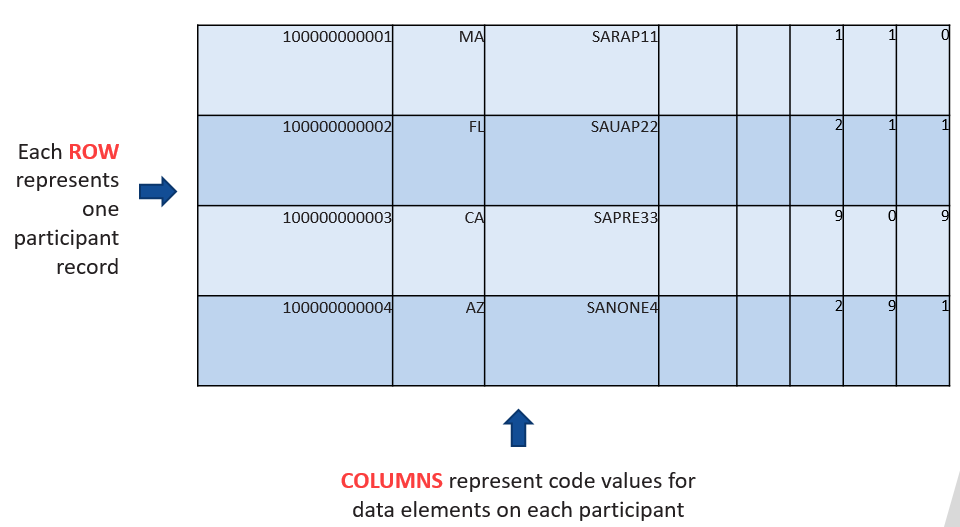 100000000001 MA SARAP11 1 1 0
100000000002 FL SAUAP22 2 1 1
100000000003 CA SAPRE33 9 0 9
100000000004 AZ SANONE4 2 9 1
Each ROW
represents
one
participant
record
COLUMNS represent code values for
data elements on each participant